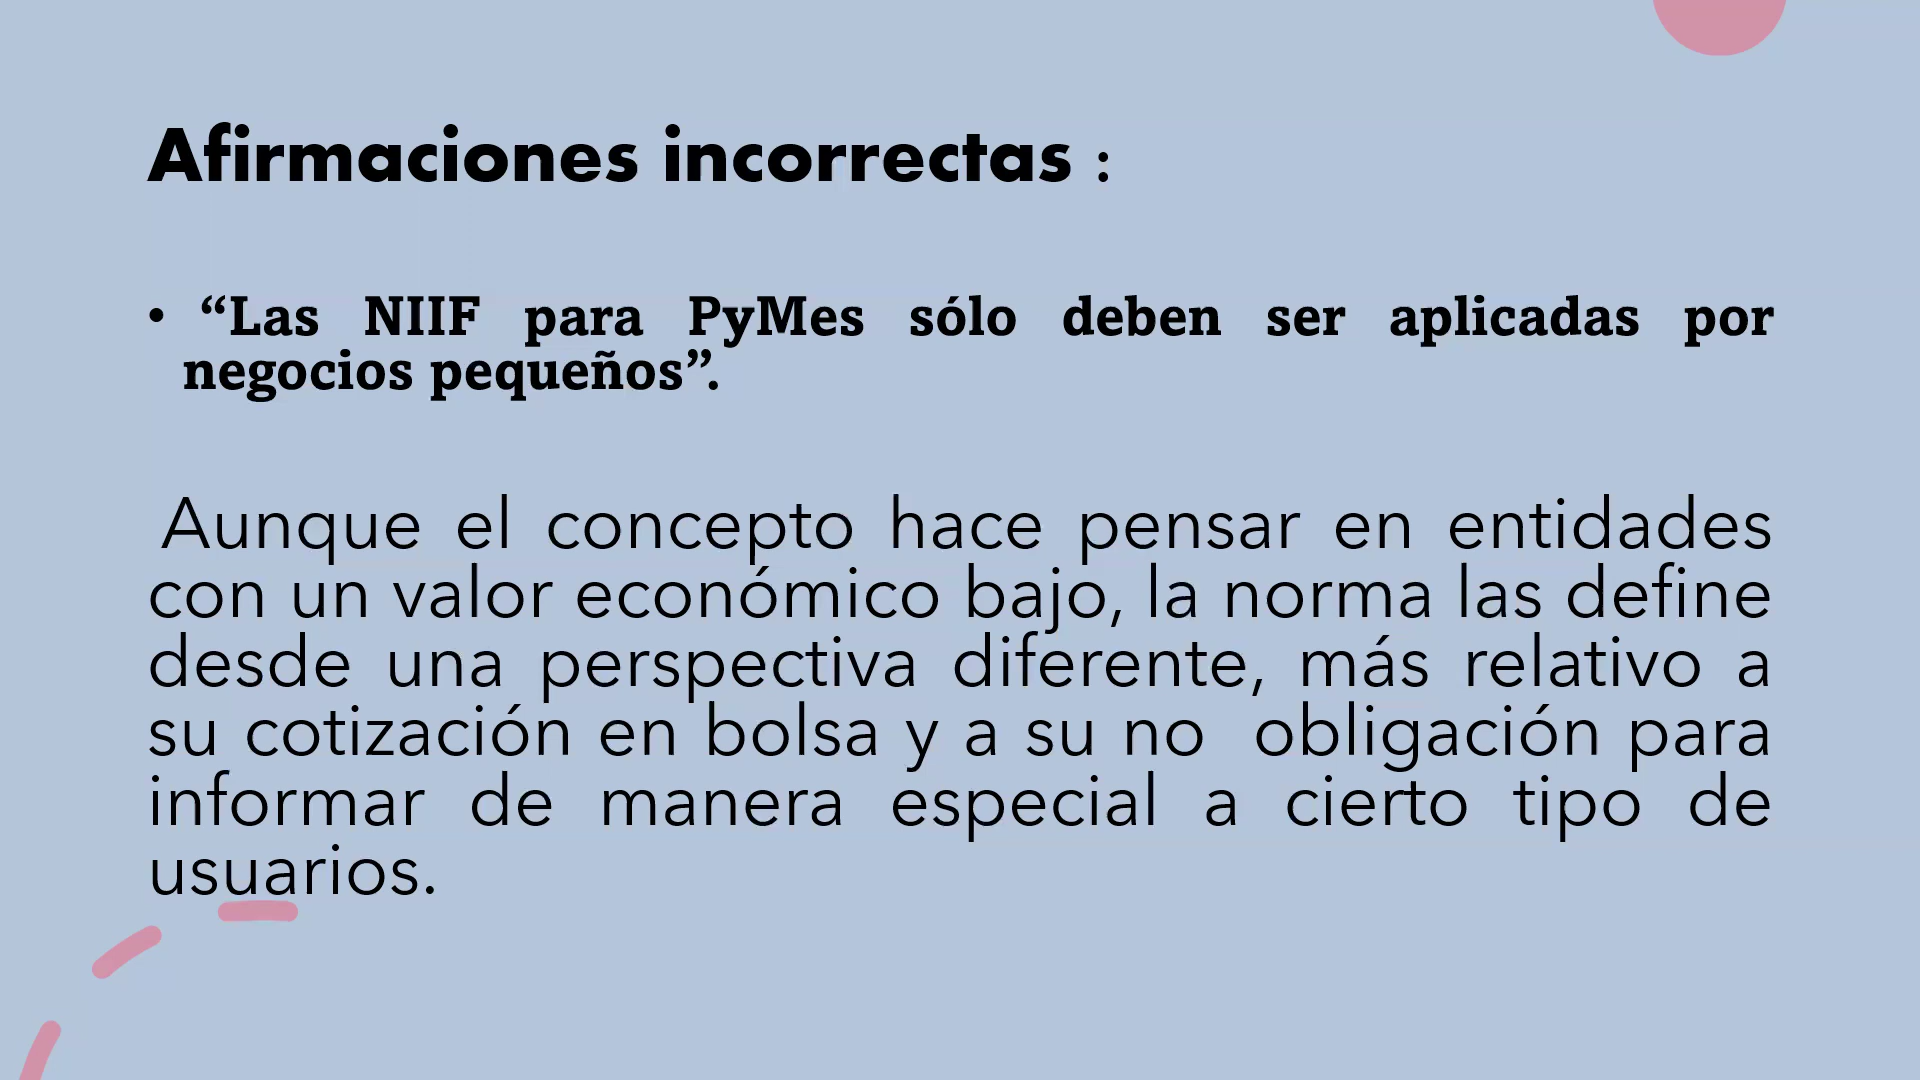 Afirmaciones incorrectas :
• “Las NIIF para PyMes sólo deben ser aplicadas por
negocios pequeños”.
Aunque el concepto hace pensar en entidades
con un valor económico bajo, la norma las define
desde una perspectiva diferente, más relativo a
su cotización en bolsa y a su no obligación para
informar de manera especial a cierto tipo de
usuarios.